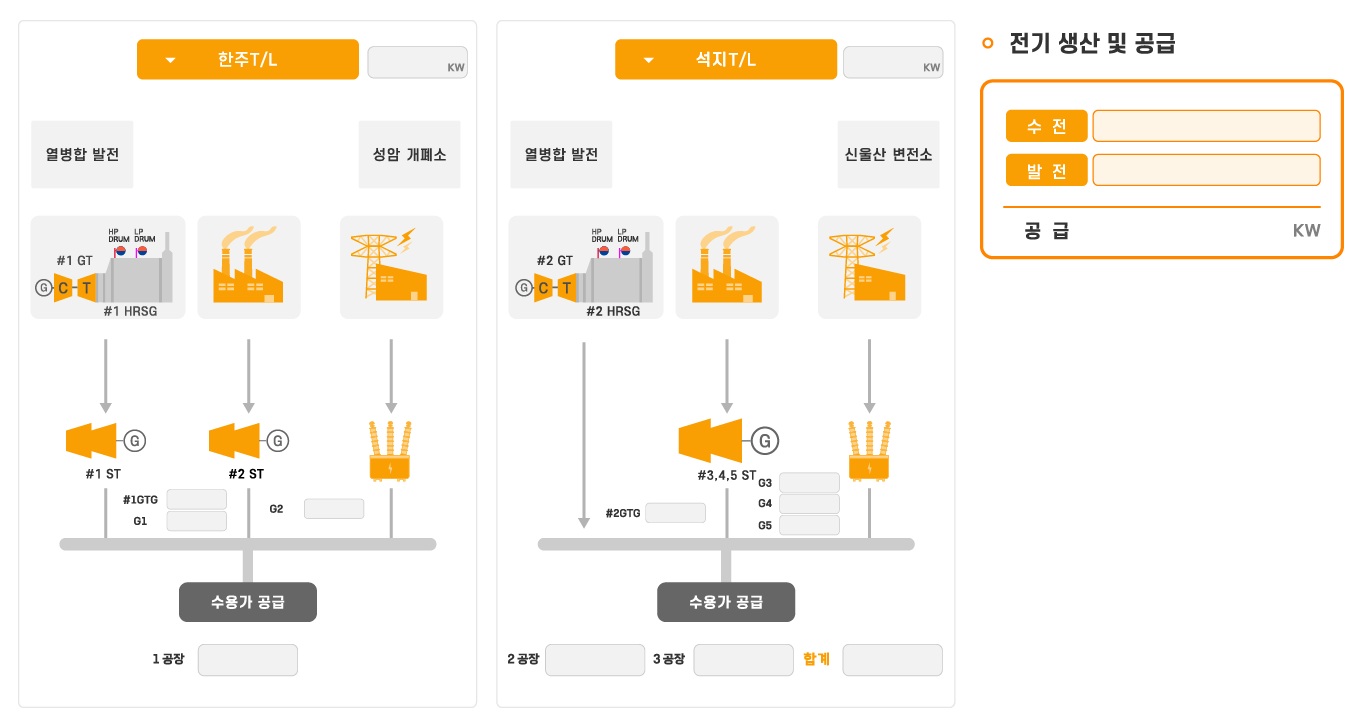 한주T/L
KW
열병합 발전
성암 개폐소
HP
DRUM
LP
DRUM
#1 GT
G
C
T
#1 HRSG
G
#1 ST
G
#2 ST
#1GTG
G1
G2
수용가 공급
1 공장
석지T/L
KW
열병합 발전
신울산 변전소
HP
DRUM
LP
DRUM
#2 GT
G
C
T
#2 HRSG
G
#3,4,5 ST
G3
G4
G5
#2GTG
수용가 공급
2 공장
3 공장
합계
전기 생산 및 공급
수 전
발 전
공 급
KW